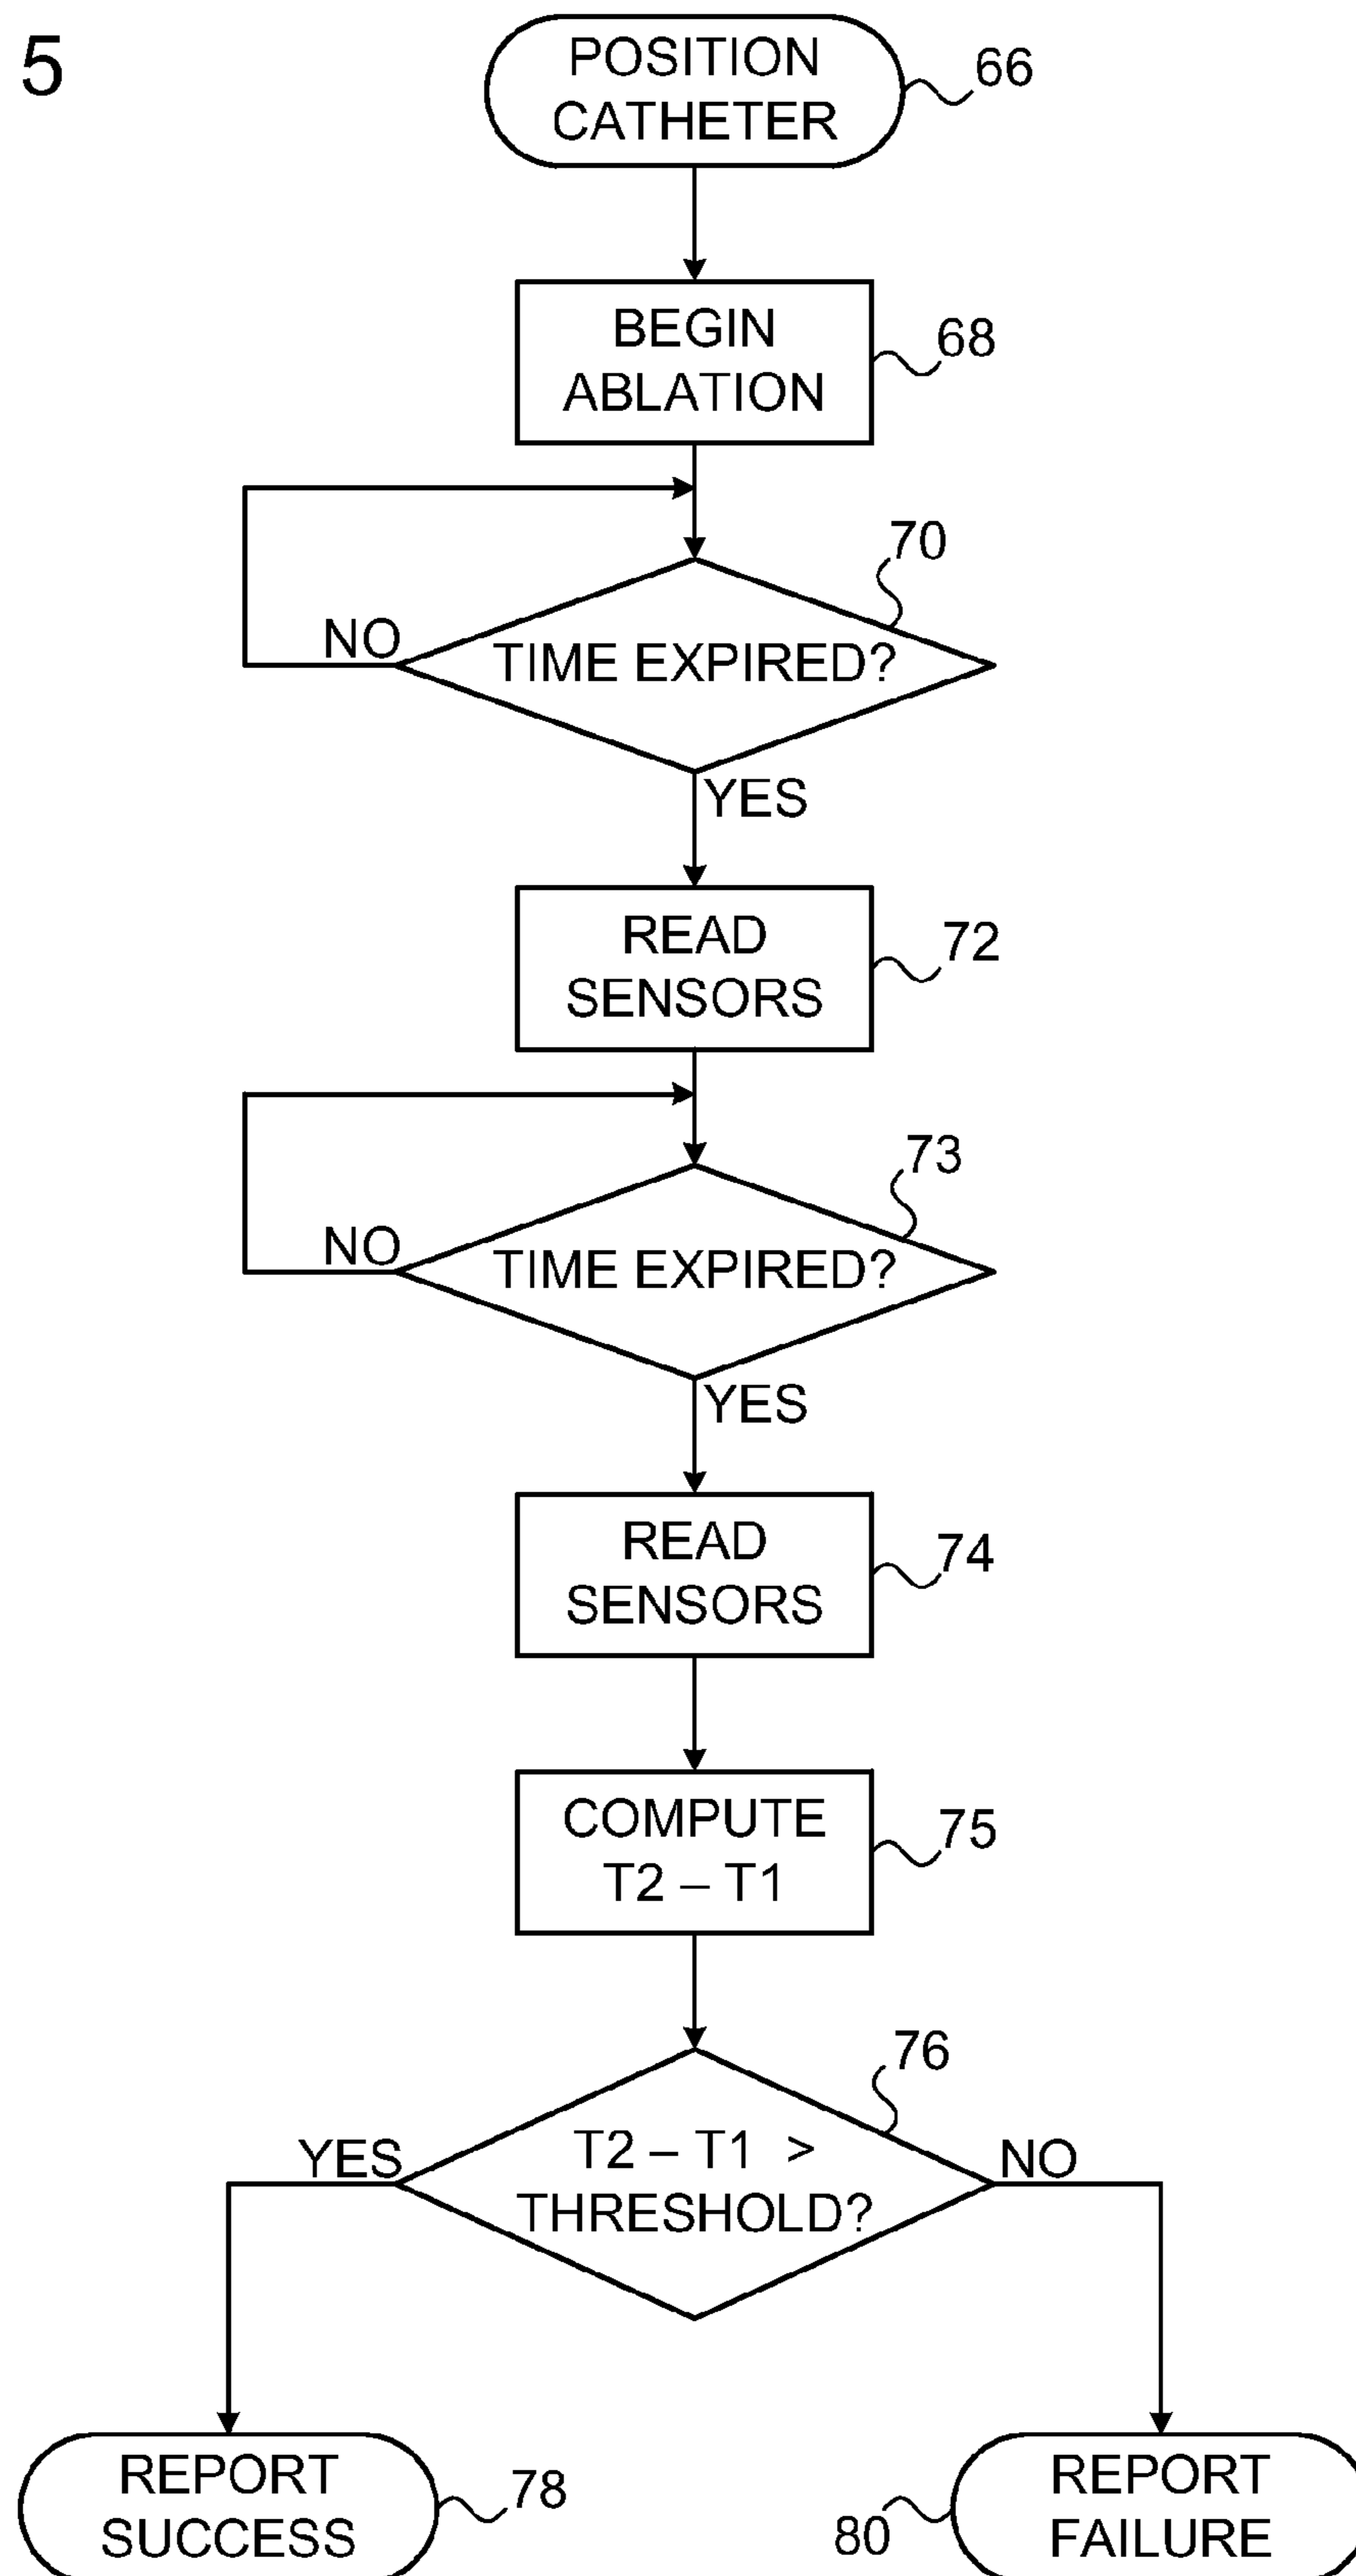 5
POSITION
CATHETER
66
BEGIN
ABLATION
68
70
NO
TIME EXPIRED?
YES
READ
SENSORS
72
73
NO
TIME EXPIRED?
YES
READ
SENSORS
74
COMPUTE
T2 – T1
75
76
YES
T2 – T1 >
THRESHOLD?
NO
REPORT
SUCCESS
78
80
REPORT
FAILURE